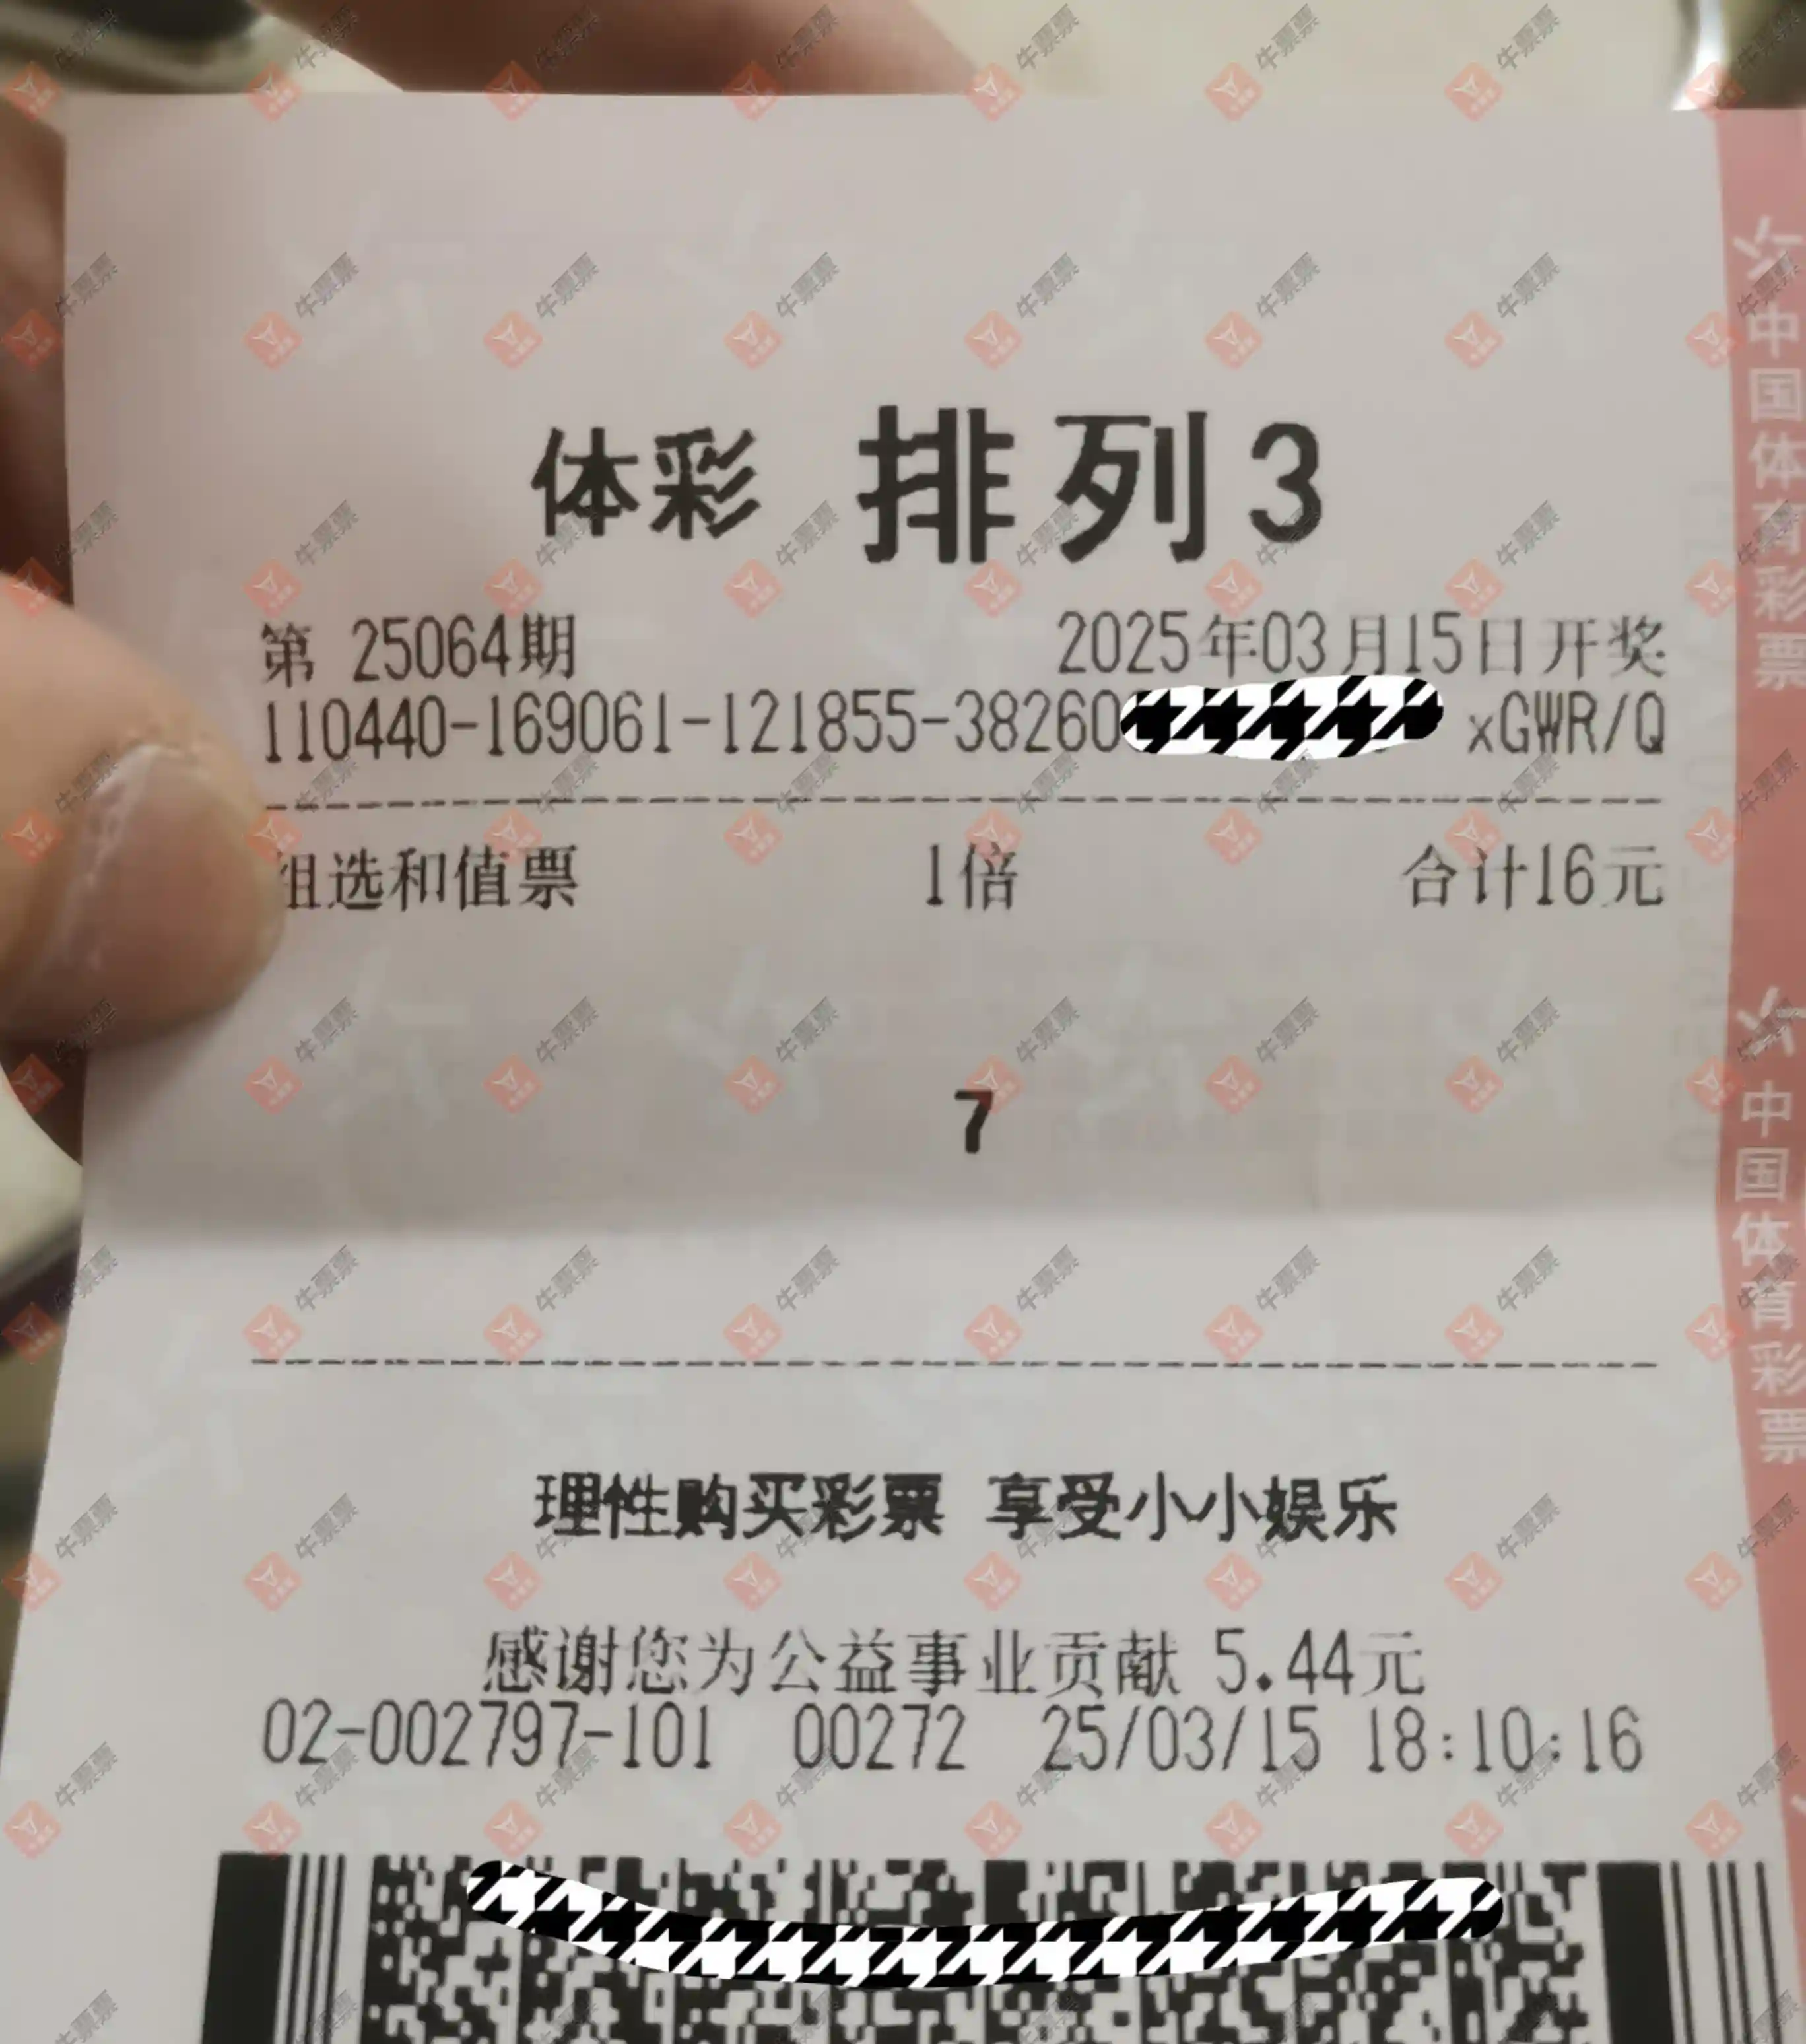 体彩 排列3
第 25064期 2025年03月15日开奖
110440-169061-121855-38260 xGWR/Q
组选和值票 1倍 合计16元
7
理性购买彩票 享受小小娱乐
感谢您为公益事业贡献 5.44元
02-002797-101 00272 25/03/15 18:10:16
中国体育彩票
中国体育彩票
牛票票